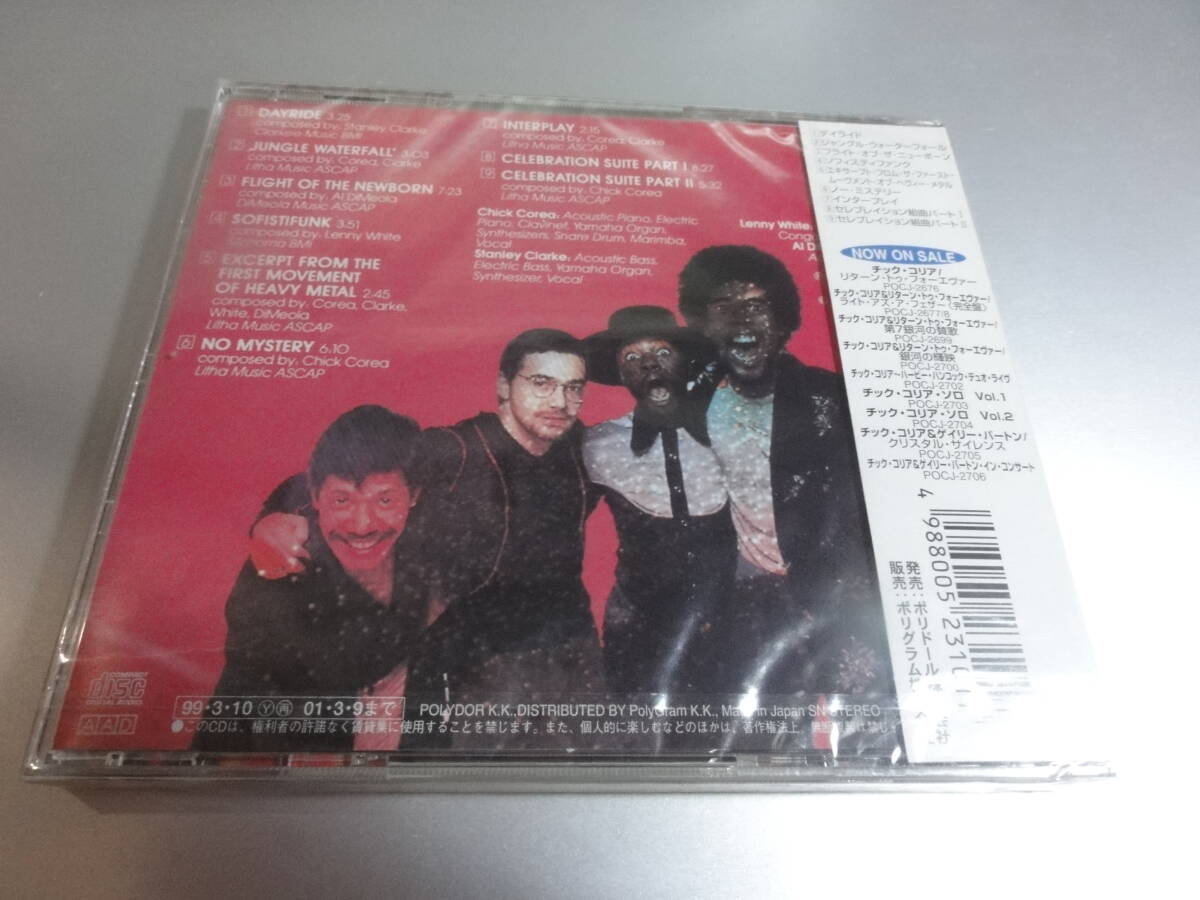 1 DAYRIDE 3:25
composed by: Stanley Clarke
Clarkee Music BMI
2 JUNGLE WATERFALL 3:03
composed by: Corea, Clarke
Litha Music ASCAP
3 FLIGHT OF THE NEWBORN 7:23
composed by: Al DiMeola
DiMeola Music ASCAP
4 SOFISTIFUNK 3:51
composed by: Lenny White
BMI
5 EXCERPT FROM THE
FIRST MOVEMENT
OF HEAVY METAL 2:45
composed by: Corea, Clarke,
White, DiMeola
Litha Music ASCAP
6 NO MYSTERY 6:10
composed by: Chick Corea
Litha Music ASCAP
7 INTERPLAY 2:15
composed by: Corea, Clarke
Litha Music ASCAP
8 CELEBRATION SUITE PART I 8:27
9 CELEBRATION SUITE PART II 5:32
composed by: Chick Corea
Litha Music ASCAP
Chick Corea: Acoustic Piano, Electric
Piano, Clavinet, Yamaha Organ,
Synthesizers, Snare Drum, Marimba,
Vocal
Stanley Clarke: Acoustic Bass,
Electric Bass, Yamaha Organ,
Synthesizer, Vocal
Lenny White:
Al D
①デイライド
②ジャングル・ウォーターフォール
③フライト・オブ・ザ・ニューボーン
④ソフィスティファンク
⑤エキサープト・フロム・ザ・ファースト・
ムーヴメント・オブ・ヘヴィー・メタル
⑥ノー・ミステリー
⑦インタープレイ
⑧セレブレイション組曲パートⅠ
⑨セレブレイション組曲パートⅡ
NOW ON SALE
チック・コリア/
リターン・トゥ・フォーエヴァー
POCJ-2676
チック・コリア&リターン・トゥ・フォーエヴァー/
ライト・アズ・ア・フェザー〈完全盤〉
POCJ-2677/8
チック・コリア&リターン・トゥ・フォーエヴァー/
第7銀河の賛歌
POCJ-2699
チック・コリア&リターン・トゥ・フォーエヴァー/
銀河の輝映
POCJ-2700
チック・コリア〜ハービー・ハンコック・デュオ・ライヴ
POCJ-2702
チック・コリア・ソロ Vol.1
POCJ-2703
チック・コリア・ソロ Vol.2
POCJ-2704
チック・コリア&ゲイリー・バートン/
クリスタル・サイレンス
POCJ-2705
チック・コリア&ゲイリー・バートン・イン・コンサート
POCJ-2706
4 988005 231
発売:ポリドール
販売:ポリグラム
COMPACT
disc
DIGITAL AUDIO
AAD
99・3・10 Ⓨ 再 01・3・9まで
POLYDOR K.K., DISTRIBUTED BY PolyGram K.K., Made in Japan SN STEREO
●このCDは、権利者の許諾なく賃貸業に使用することを禁じます。また、個人的に楽しむなどのほかは、著作権法上、無断複製は禁じ